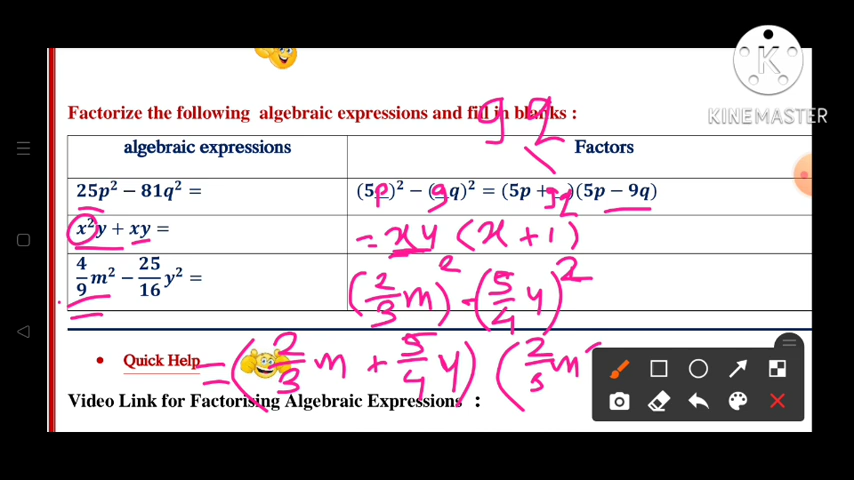 K
KINEMASTER
9q
Factorize the following algebraic expressions and fill in blanks :
algebraic expressions Factors
25p² − 81q² = (5p)² − (9q)² = (5p + 9q)(5p − 9q)
x²y + xy = = xy (x + 1)
4/9 m² − 25/16 y² = (2/3 m)² - (5/4 y)²
• Quick Help = (2/3 m + 5/4 y) (2/3 m
Video Link for Factorising Algebraic Expressions :